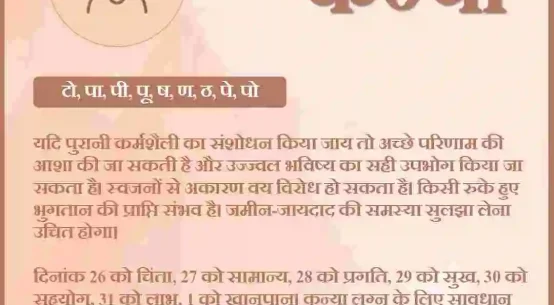 कन्या
टो, पा, पी, पू, ष, ण, ठ, पे, पो
यदि पुरानी कर्मशैली का संशोधन किया जाय तो अच्छे परिणाम की
आशा की जा सकती है और उज्ज्वल भविष्य का सही उपभोग किया जा
सकता है। स्वजनों से अकारण वय विरोध हो सकता है। किसी रुके हुए
भुगतान की प्राप्ति संभव है। जमीन-जायदाद की समस्या सुलझा लेना
उचित होगा।
दिनांक 26 को चिंता, 27 को सामान्य, 28 को प्रगति, 29 को सुख, 30 को
सहयोग, 31 को लाभ, 1 को खानपान। कन्या लग्न के लिए सावधान